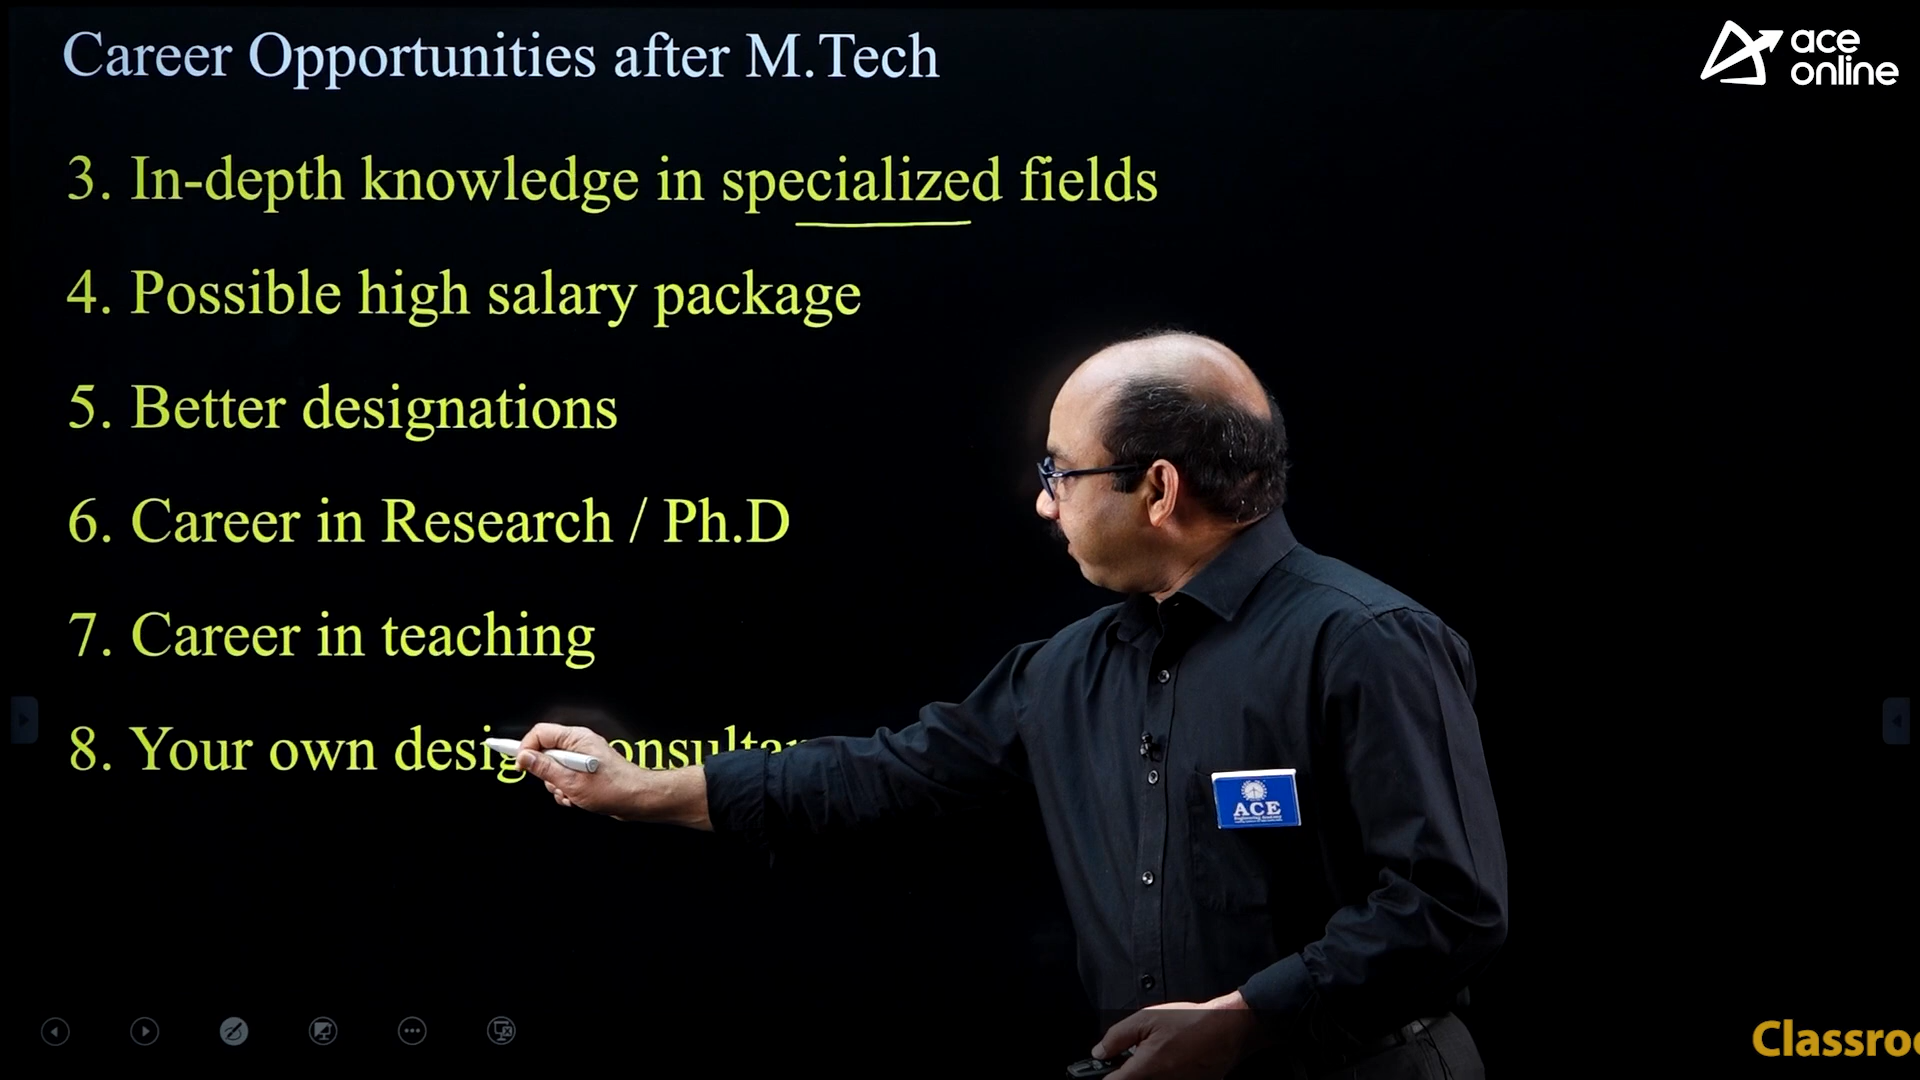 Career Opportunities after M.Tech
ace
online
3. In-depth knowledge in specialized fields
4. Possible high salary package
5. Better designations
6. Career in Research / Ph.D
7. Career in teaching
8. Your own
ACE